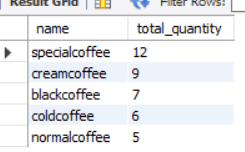 Result Grid Filter Rows:
name total_quantity
specialcoffee 12
creamcoffee 9
blackcoffee 7
coldcoffee 6
normalcoffee 5